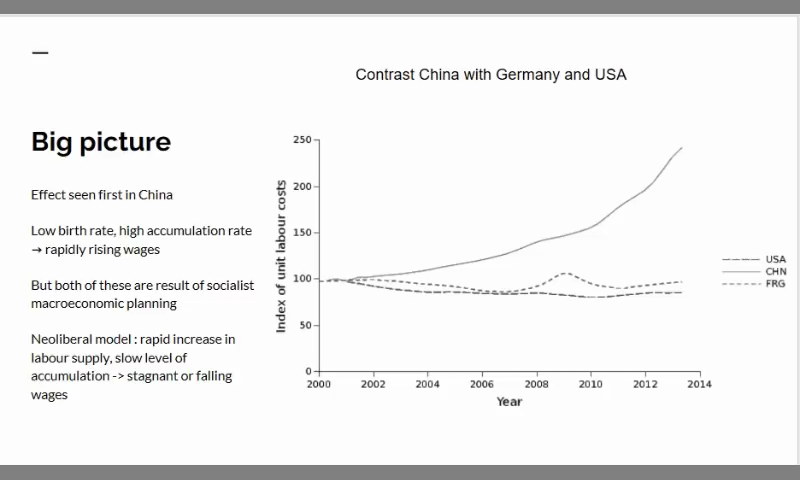 Contrast China with Germany and USA
Big picture
Effect seen first in China
Low birth rate, high accumulation rate
→ rapidly rising wages
But both of these are result of socialist
macroeconomic planning
Neoliberal model : rapid increase in
labour supply, slow level of
accumulation -> stagnant or falling
wages
Index of unit labour costs
250
200
150
100
50
0
2000 2002 2004 2006 2008 2010 2012 2014
Year
USA
CHN
FRG